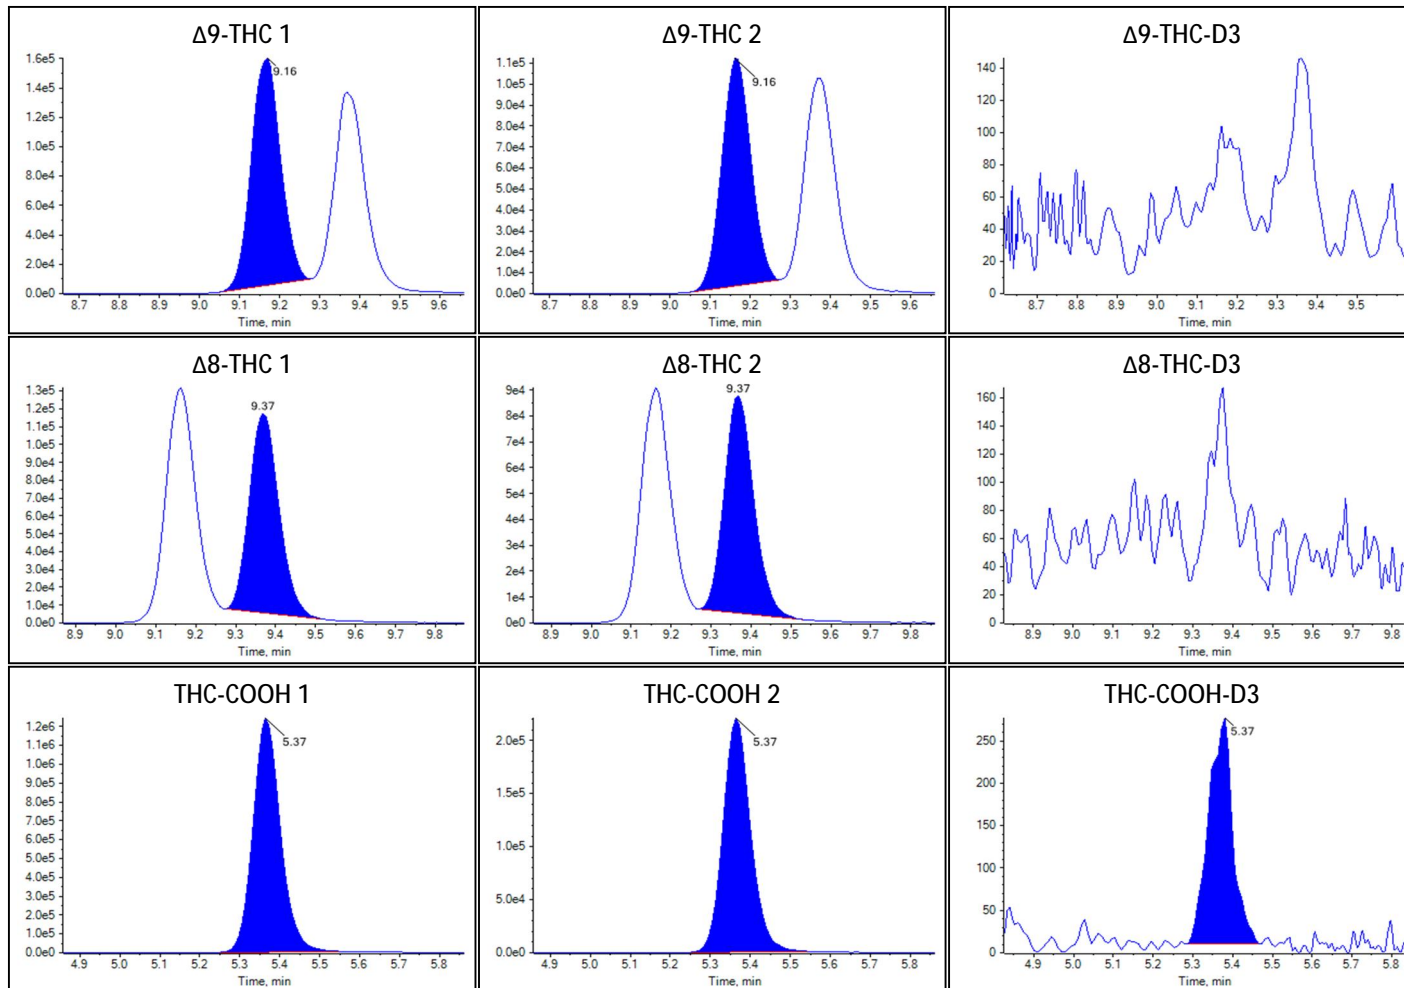 Δ9-THC 1
1.6e5
1.4e5
1.2e5
1.0e5
8.0e4
6.0e4
4.0e4
2.0e4
0.0e0
9.16
8.7 8.8 8.9 9.0 9.1 9.2 9.3 9.4 9.5 9.6
Time, min
Δ9-THC 2
1.1e5
1.0e5
9.0e4
8.0e4
7.0e4
6.0e4
5.0e4
4.0e4
3.0e4
2.0e4
1.0e4
0.0e0
9.16
8.7 8.8 8.9 9.0 9.1 9.2 9.3 9.4 9.5 9.6
Time, min
Δ9-THC-D3
140
120
100
80
60
40
20
0
8.7 8.8 8.9 9.0 9.1 9.2 9.3 9.4 9.5
Time, min
Δ8-THC 1
1.3e5
1.2e5
1.1e5
1.0e5
9.0e4
8.0e4
7.0e4
6.0e4
5.0e4
4.0e4
3.0e4
2.0e4
1.0e4
0.0e0
9.37
8.9 9.0 9.1 9.2 9.3 9.4 9.5 9.6 9.7 9.8
Time, min
Δ8-THC 2
9e4
8e4
7e4
6e4
5e4
4e4
3e4
2e4
1e4
0e0
9.37
8.9 9.0 9.1 9.2 9.3 9.4 9.5 9.6 9.7 9.8
Time, min
Δ8-THC-D3
160
140
120
100
80
60
40
20
0
8.9 9.0 9.1 9.2 9.3 9.4 9.5 9.6 9.7 9.8
Time, min
THC-COOH 1
1.2e6
1.1e6
1.0e6
9.0e5
8.0e5
7.0e5
6.0e5
5.0e5
4.0e5
3.0e5
2.0e5
1.0e5
0.0e0
5.37
4.9 5.0 5.1 5.2 5.3 5.4 5.5 5.6 5.7 5.8
Time, min
THC-COOH 2
2.0e5
1.5e5
1.0e5
5.0e4
0.0e0
5.37
4.9 5.0 5.1 5.2 5.3 5.4 5.5 5.6 5.7 5.8
Time, min
THC-COOH-D3
250
200
150
100
50
0
5.37
4.9 5.0 5.1 5.2 5.3 5.4 5.5 5.6 5.7 5.8
Time, min